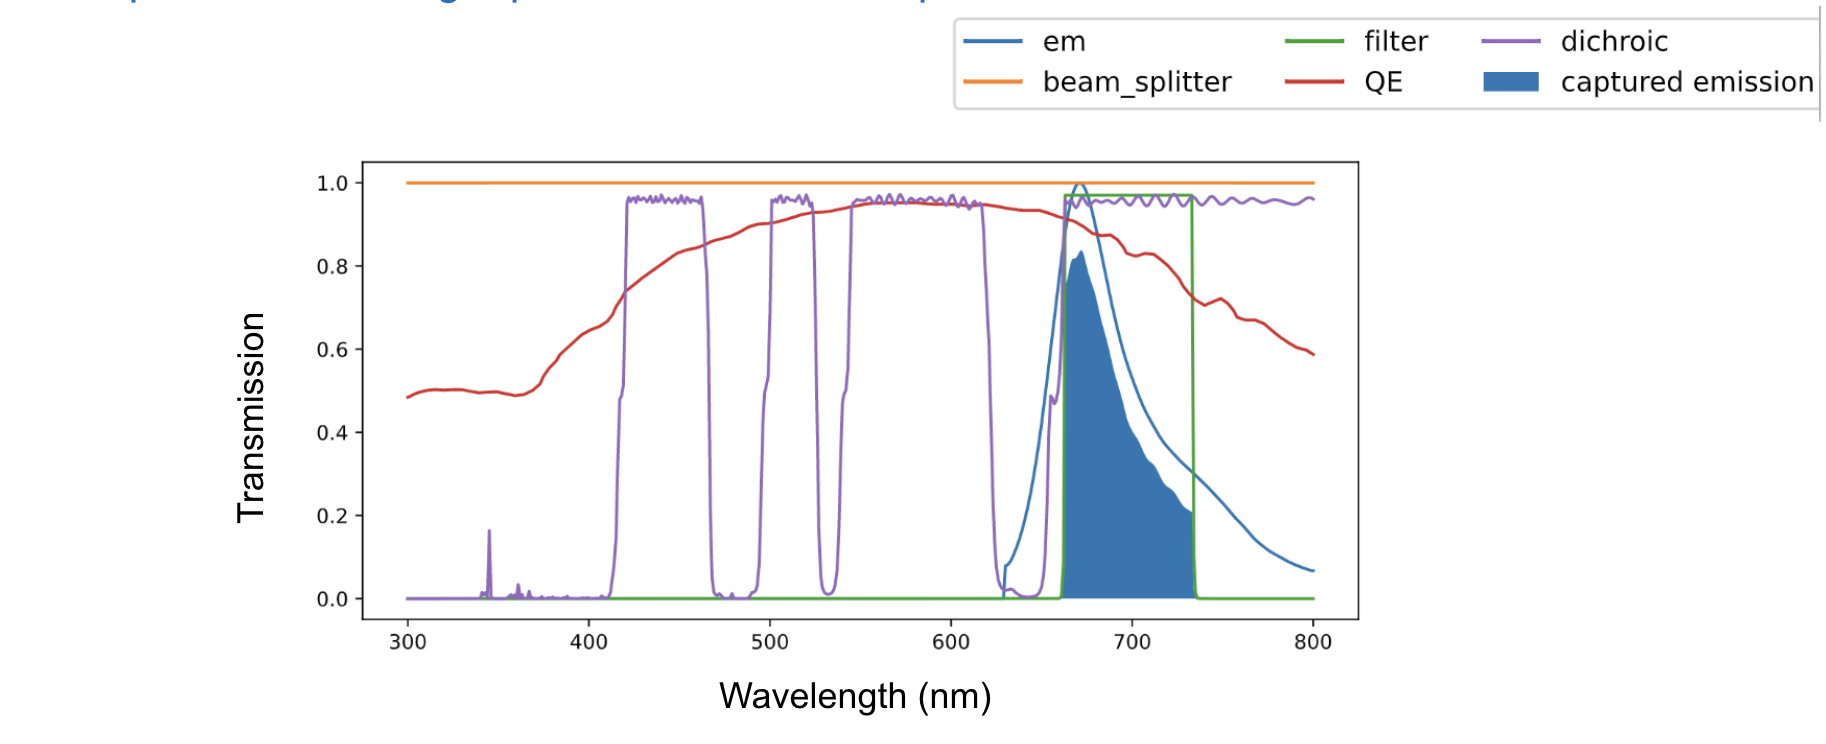 em filter dichroic
beam_splitter QE captured emission
1.0
0.8
0.6
0.4
0.2
0.0
Transmission
300 400 500 600 700 800
Wavelength (nm)